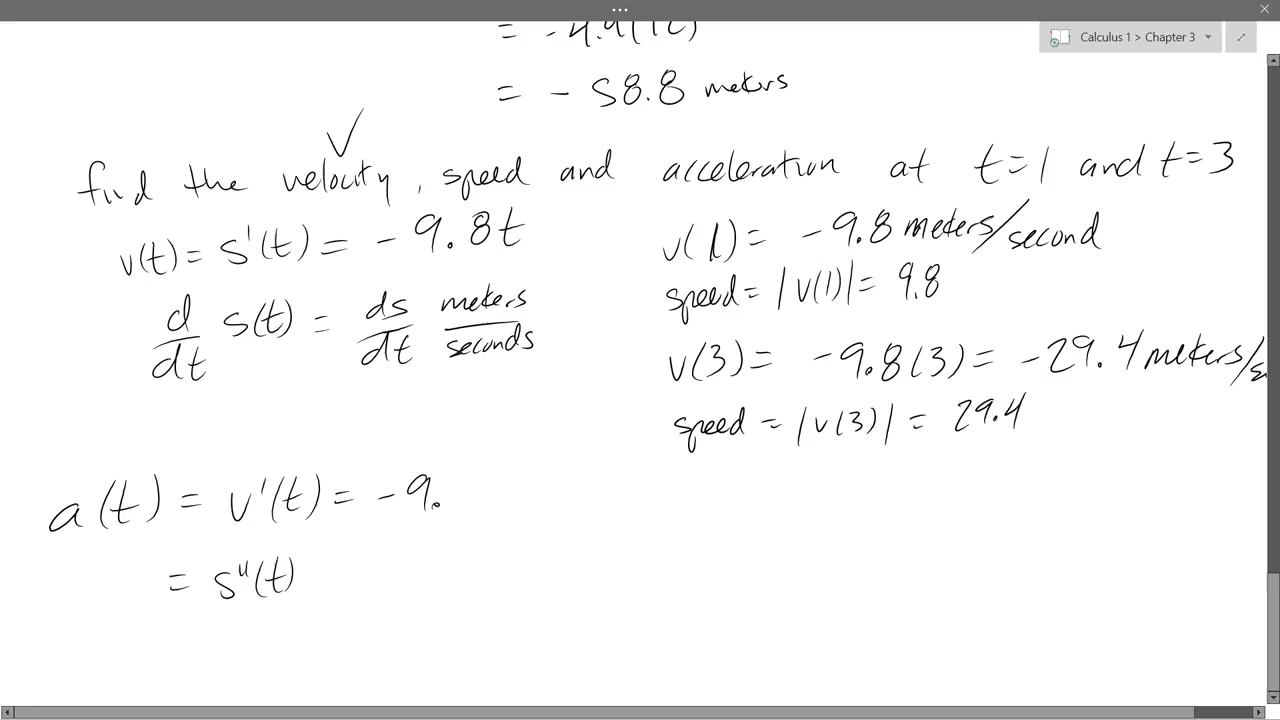 Calculus 1 > Chapter 3
= - 58.8 meters
find the velocity, speed and acceleration at t=1 and t=3
v(t) = s'(t) = - 9.8t
d/dt s(t) = ds/dt meters/seconds
v(1) = -9.8 meters/second
speed = |v(1)| = 9.8
v(3) = -9.8(3) = -29.4 meters/
speed = |v(3)| = 29.4
a(t) = v'(t) = -9.
= s"(t)